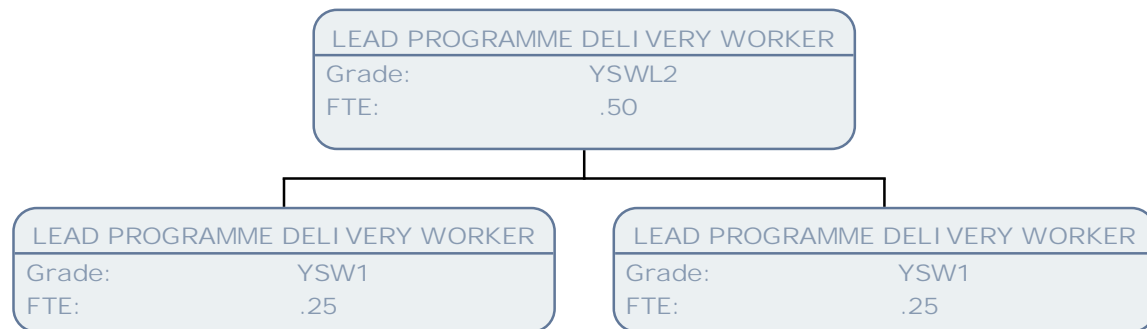 LEAD PROGRAMME DELIVERY WORKER
Grade: YSWL2
FTE: .50
LEAD PROGRAMME DELIVERY WORKER
Grade: YSW1
FTE: .25
LEAD PROGRAMME DELIVERY WORKER
Grade: YSW1
FTE: .25